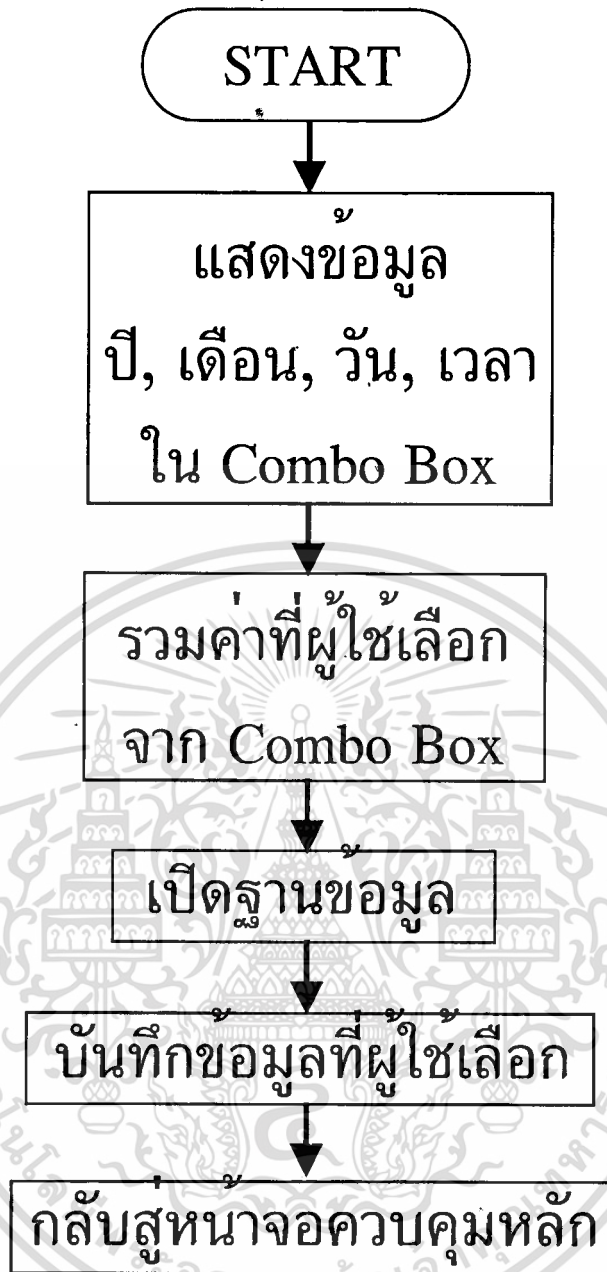 START
แสดงข้อมูล
ปี, เดือน, วัน, เวลา
ใน Combo Box
รวมค่าที่ผู้ใช้เลือก
จาก Combo Box
เปิดฐานข้อมูล
บันทึกข้อมูลที่ผู้ใช้เลือก
กลับสู่หน้าจอควบคุมหลัก